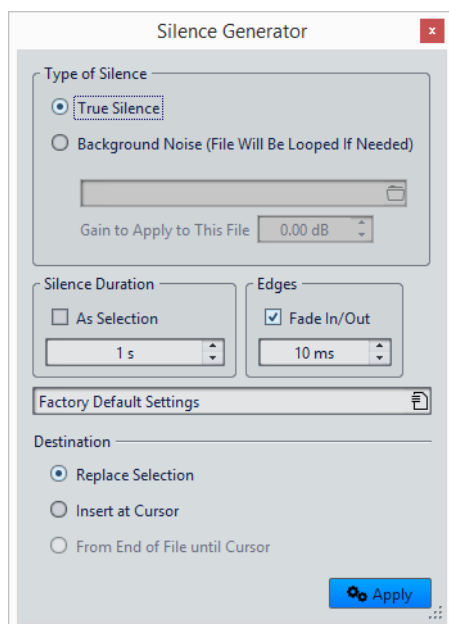 Silence Generator
x
Type of Silence
True Silence
Background Noise (File Will Be Looped If Needed)
Gain to Apply to This File 0.00 dB
Silence Duration
As Selection
1 s
Edges
Fade In/Out
10 ms
Factory Default Settings
Destination
Replace Selection
Insert at Cursor
From End of File until Cursor
Apply